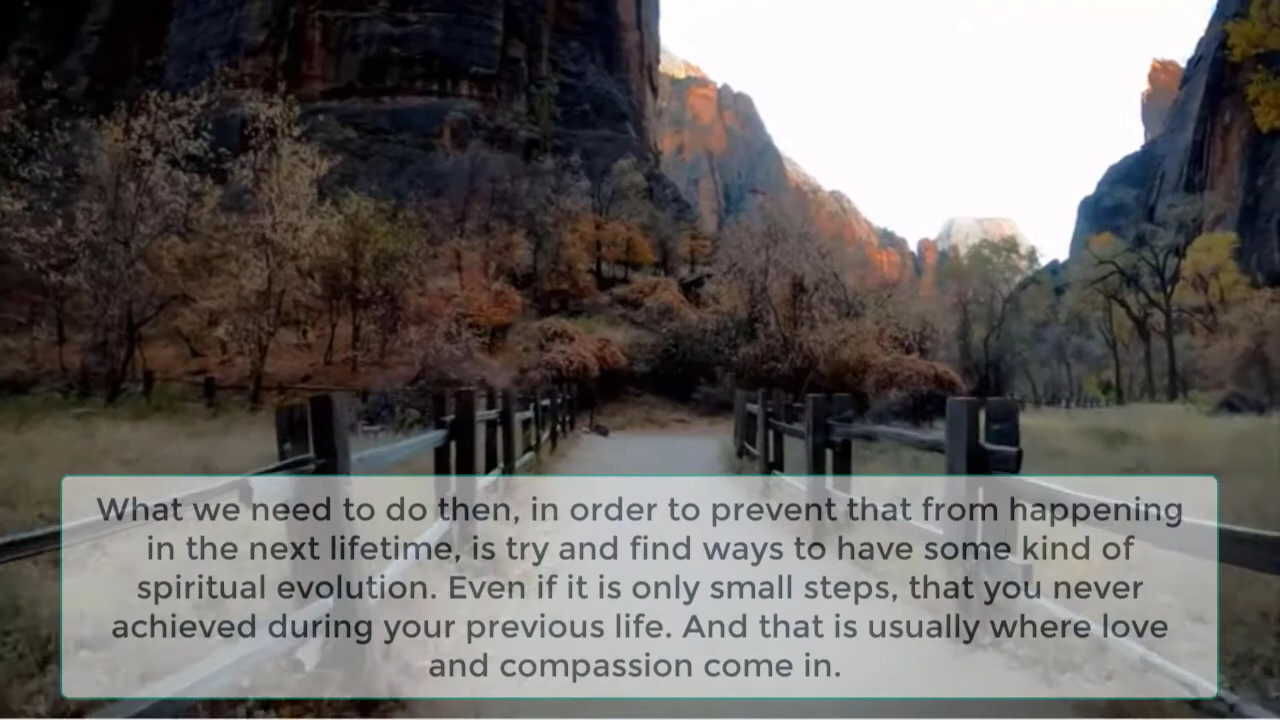 What we need to do then, in order to prevent that from happening
in the next lifetime, is try and find ways to have some kind of
spiritual evolution. Even if it is only small steps, that you never
achieved during your previous life. And that is usually where love
and compassion come in.